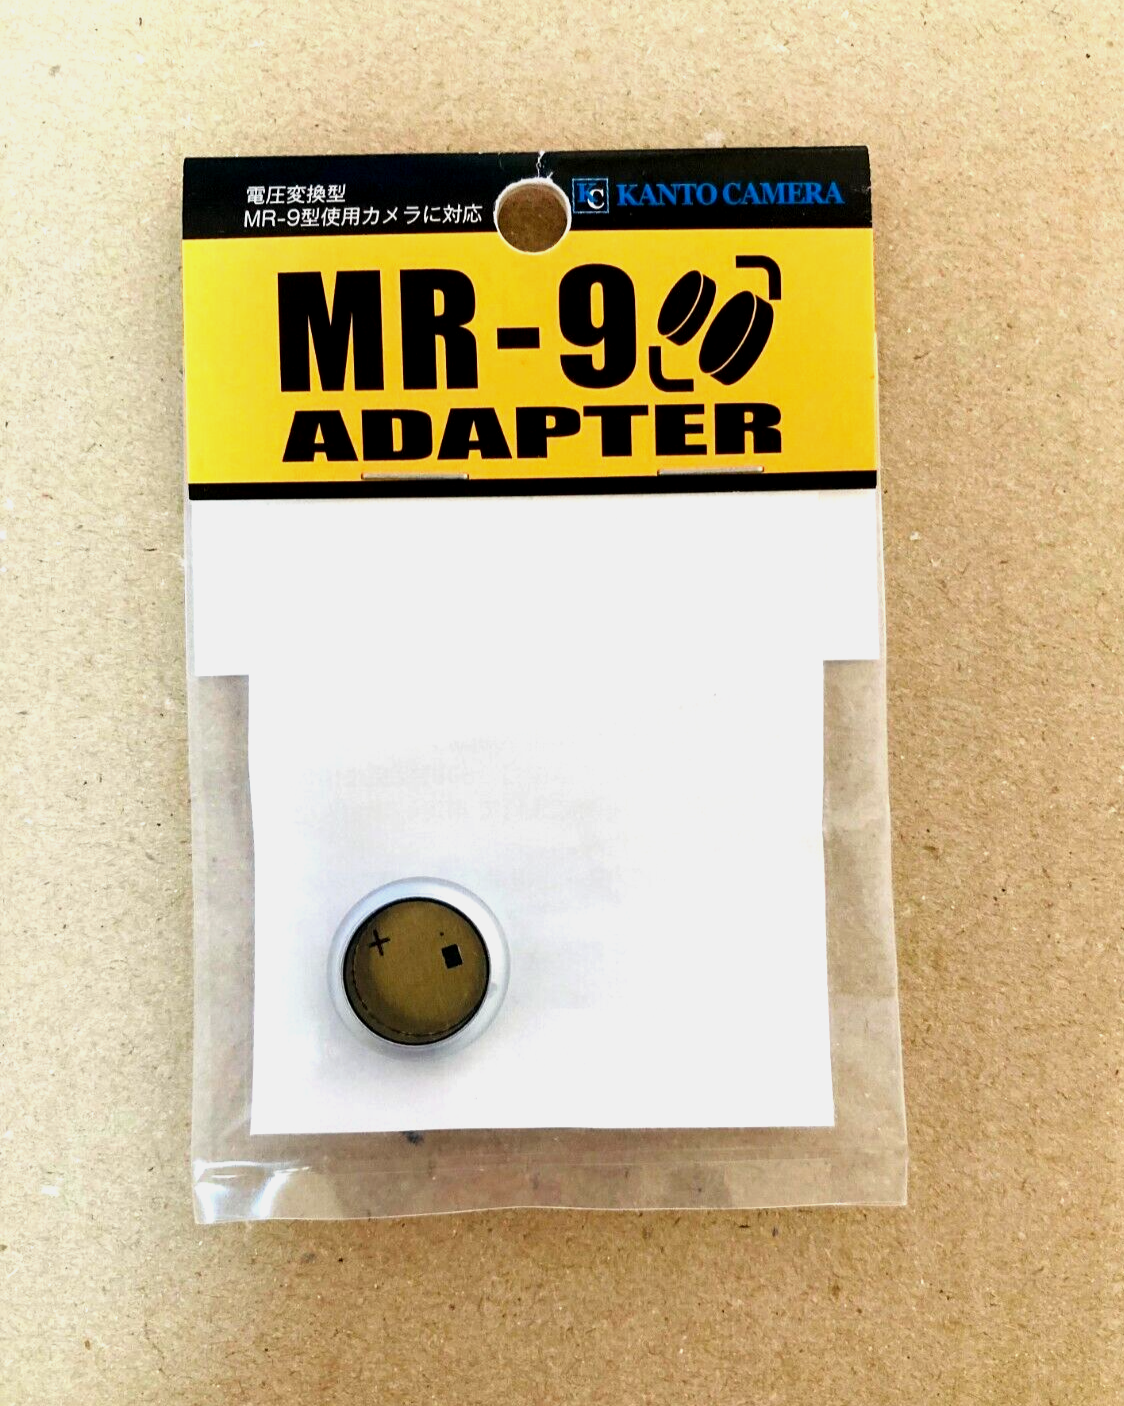 電圧変換型
MR-9型使用カメラに対応
KC KANTO CAMERA
MR-9
ADAPTER
+